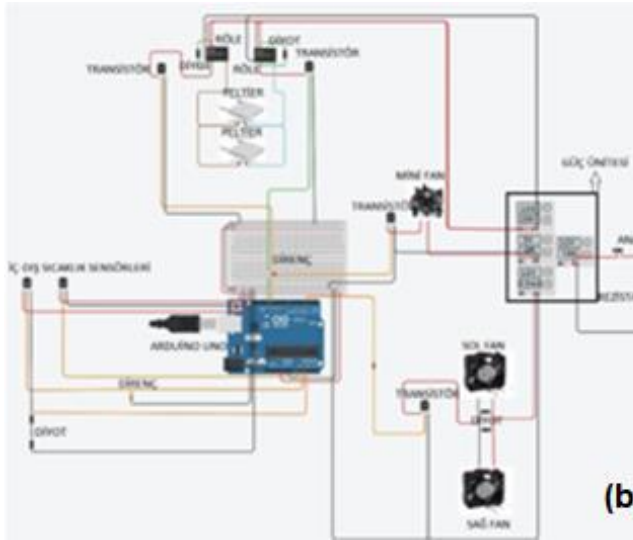 RÖLE
DİYOT
DİYOT
RÖLE
TRANSİSTÖR
TRANSİSTÖR
PELTİER
PELTİER
GÜÇ ÜNİTESİ
MİNİ FAN
TRANSİSTÖR
DİRENÇ
İÇ-DIŞ SICAKLIK SENSÖRLERİ
ARDUİNO UNO
SOL FAN
DİRENÇ
TRANSİSTÖR
DİYOT
DİYOT
SAĞ FAN
(b